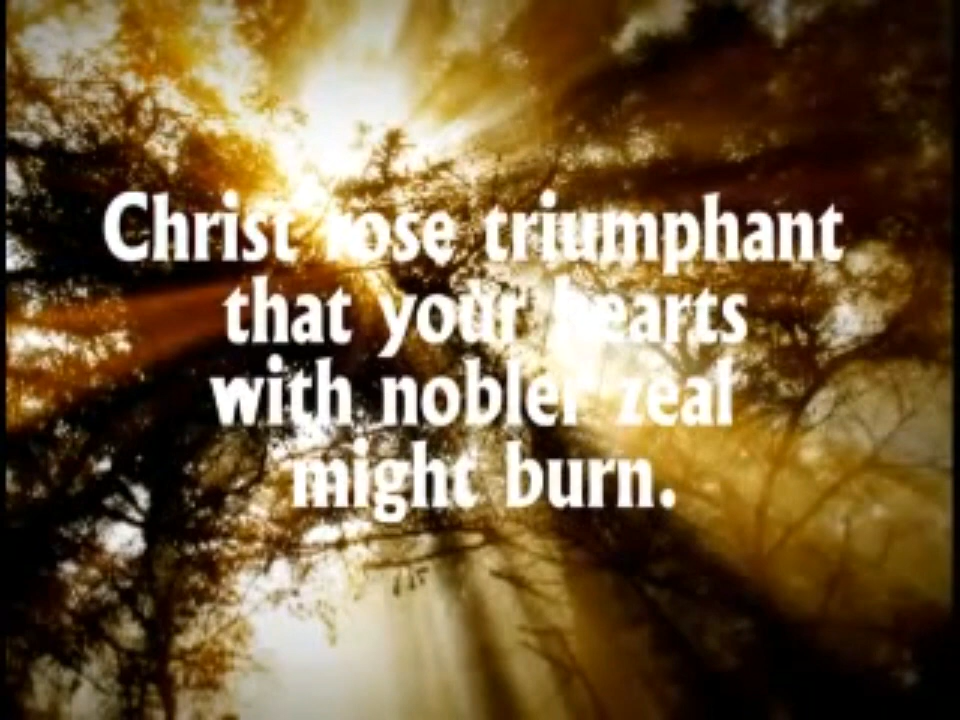 Christ rose triumphant
that your hearts
with nobler zeal
might burn.